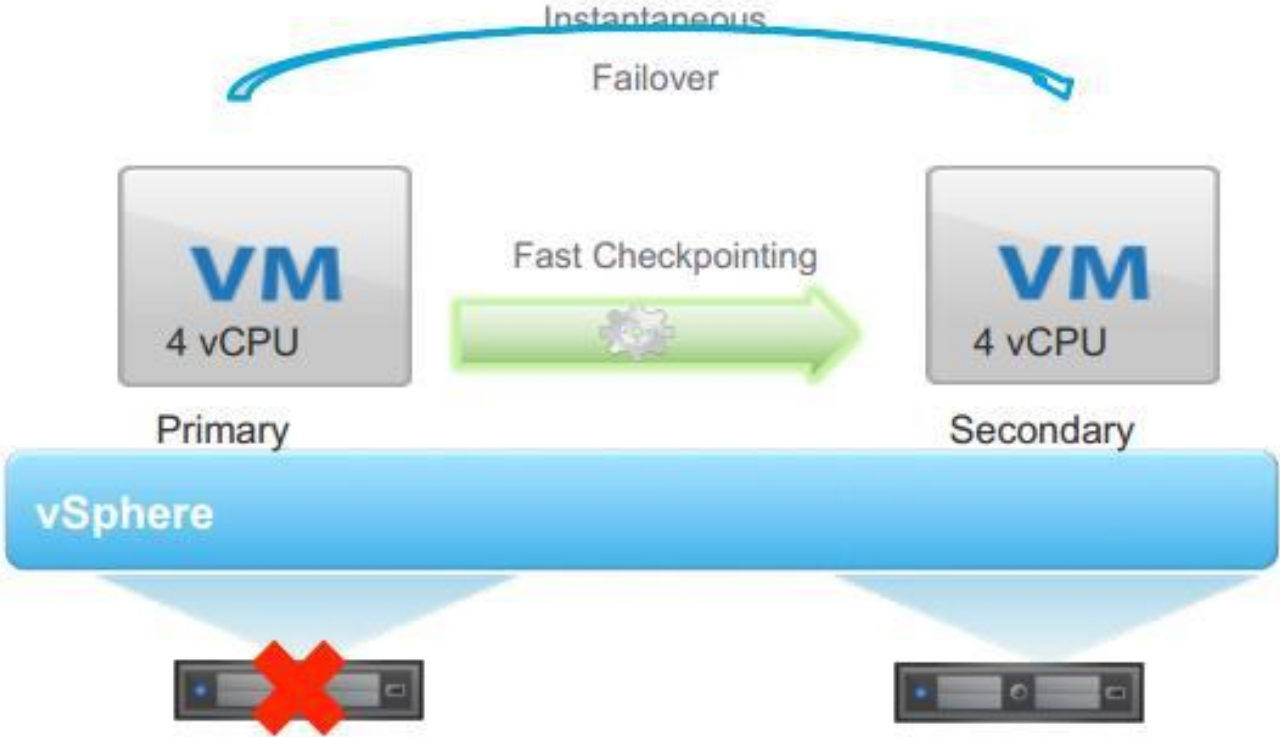 Instantaneous
Failover
VM
4 vCPU
Fast Checkpointing
VM
4 vCPU
Primary
Secondary
vSphere